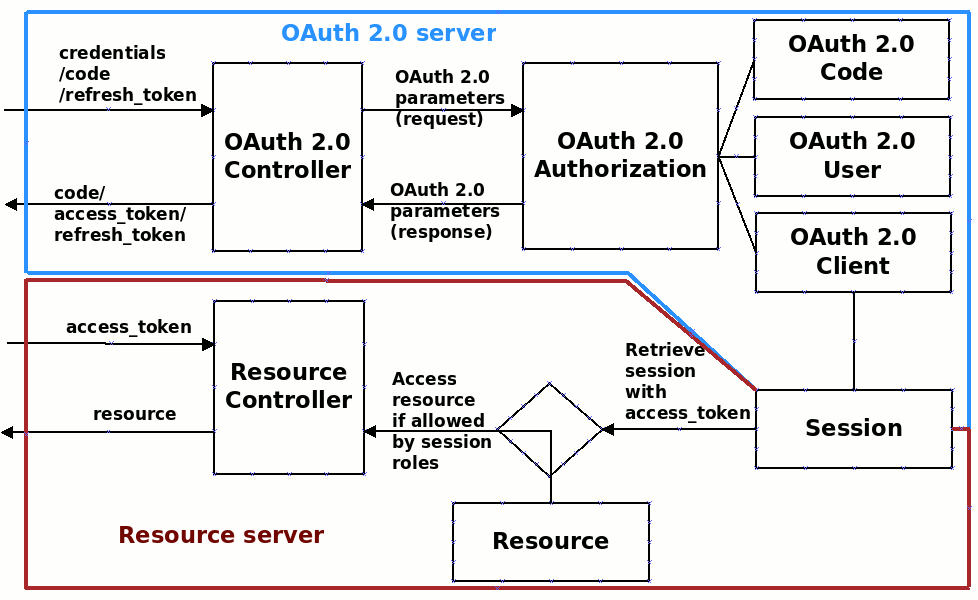 OAuth 2.0 server
credentials
/code
/refresh_token
OAuth 2.0
Controller
code/
access_token/
refresh_token
OAuth 2.0
parameters
(request)
OAuth 2.0
parameters
(response)
OAuth 2.0
Authorization
OAuth 2.0
Code
OAuth 2.0
User
OAuth 2.0
Client
access_token
Resource
Controller
resource
Access
resource
if allowed
by session
roles
Retrieve
session
with
access_token
Session
Resource
Resource server